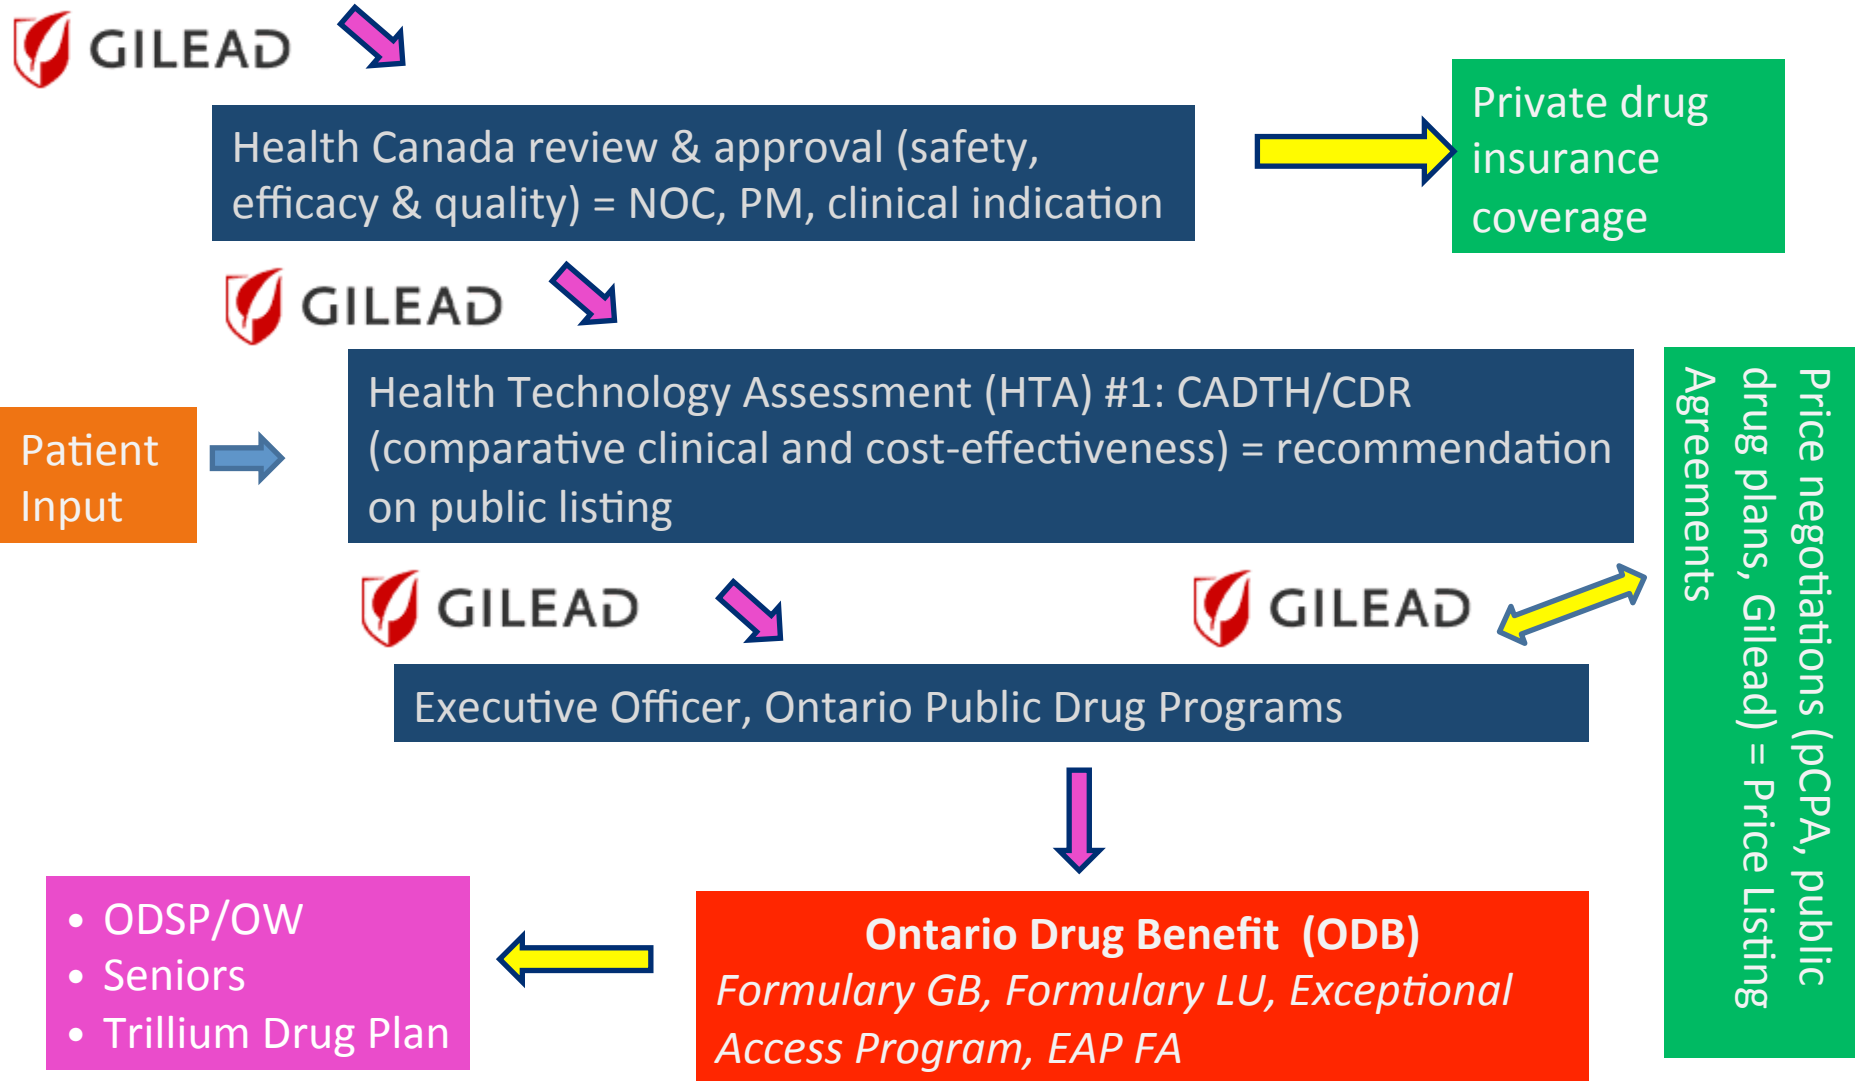 GILEAD
Health Canada review & approval (safety,
efficacy & quality) = NOC, PM, clinical indication
Private drug
insurance
coverage
GILEAD
Health Technology Assessment (HTA) #1: CADTH/CDR
(comparative clinical and cost-effectiveness) = recommendation
on public listing
Patient
Input
Price negotiations (pCPA, public
drug plans, Gilead) = Price Listing
Agreements
GILEAD
GILEAD
Executive Officer, Ontario Public Drug Programs
• ODSP/OW
• Seniors
• Trillium Drug Plan
Ontario Drug Benefit (ODB)
Formulary GB, Formulary LU, Exceptional
Access Program, EAP FA